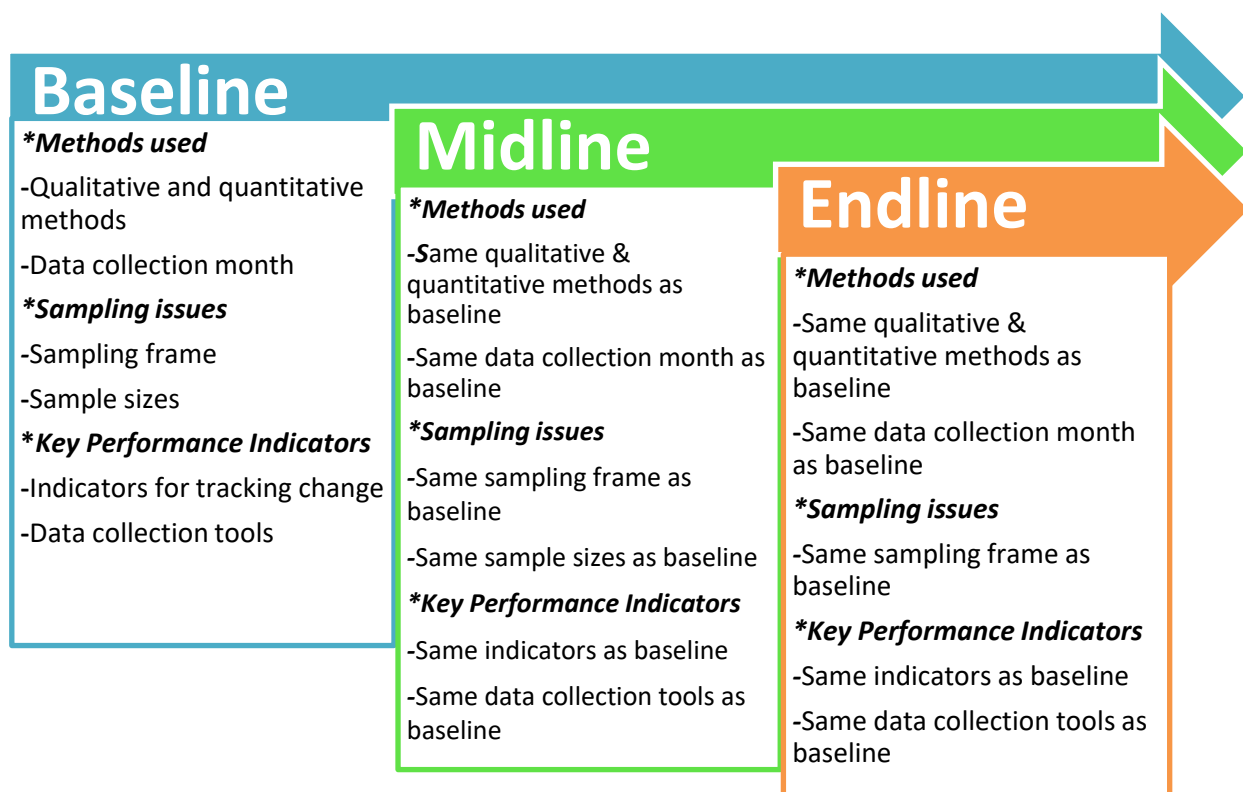 Baseline
*Methods used
-Qualitative and quantitative
methods
-Data collection month
*Sampling issues
-Sampling frame
-Sample sizes
*Key Performance Indicators
-Indicators for tracking change
-Data collection tools
Midline
*Methods used
-Same qualitative &
quantitative methods as
baseline
-Same data collection month as
baseline
*Sampling issues
-Same sampling frame as
baseline
-Same sample sizes as baseline
*Key Performance Indicators
-Same indicators as baseline
-Same data collection tools as
baseline
Endline
*Methods used
-Same qualitative &
quantitative methods as
baseline
-Same data collection month
as baseline
*Sampling issues
-Same sampling frame as
baseline
*Key Performance Indicators
-Same indicators as baseline
-Same data collection tools as
baseline